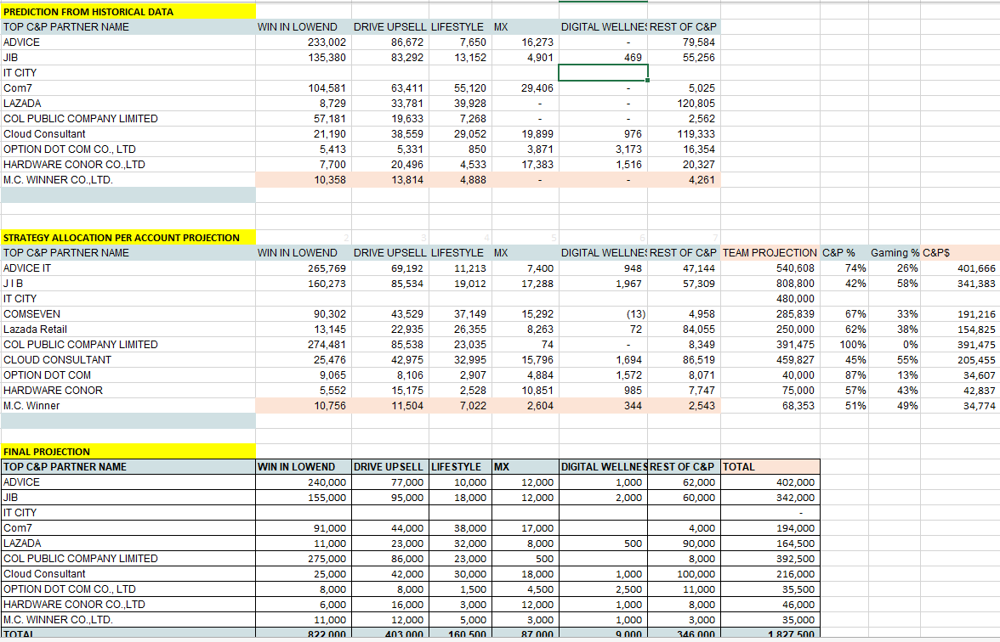 PREDICTION FROM HISTORICAL DATA
TOP C&P PARTNER NAME WIN IN LOWEND DRIVE UPSELL LIFESTYLE MX DIGITAL WELLNES REST OF C&P
ADVICE 233,002 86,672 7,650 16,273 - 79,584
JIB 135,380 83,292 13,152 4,901 469 55,256
IT CITY
Com7 104,581 63,411 55,120 29,406 - 5,025
LAZADA 8,729 33,781 39,928 - - 120,805
COL PUBLIC COMPANY LIMITED 57,181 19,633 7,268 - - 2,562
Cloud Consultant 21,190 38,559 29,052 19,899 976 119,333
OPTION DOT COM CO., LTD 5,413 5,331 850 3,871 3,173 16,354
HARDWARE CONOR CO.,LTD 7,700 20,496 4,533 17,383 1,516 20,327
M.C. WINNER CO.,LTD. 10,358 13,814 4,888 - - 4,261
STRATEGY ALLOCATION PER ACCOUNT PROJECTION 2 3 4 5 6 7
TOP C&P PARTNER NAME WIN IN LOWEND DRIVE UPSELL LIFESTYLE MX DIGITAL WELLNES REST OF C&P TEAM PROJECTION C&P % Gaming % C&P$
ADVICE IT 265,769 69,192 11,213 7,400 948 47,144 540,608 74% 26% 401,666
J I B 160,273 85,534 19,012 17,288 1,967 57,309 808,800 42% 58% 341,383
IT CITY 480,000
COMSEVEN 90,302 43,529 37,149 15,292 (13) 4,958 285,839 67% 33% 191,216
Lazada Retail 13,145 22,935 26,355 8,263 72 84,055 250,000 62% 38% 154,825
COL PUBLIC COMPANY LIMITED 274,481 85,538 23,035 74 - 8,349 391,475 100% 0% 391,475
CLOUD CONSULTANT 25,476 42,975 32,995 15,796 1,694 86,519 459,827 45% 55% 205,455
OPTION DOT COM 9,065 8,106 2,907 4,884 1,572 8,071 40,000 87% 13% 34,607
HARDWARE CONOR 5,552 15,175 2,528 10,851 985 7,747 75,000 57% 43% 42,837
M.C. Winner 10,756 11,504 7,022 2,604 344 2,543 68,353 51% 49% 34,774
FINAL PROJECTION
TOP C&P PARTNER NAME WIN IN LOWEND DRIVE UPSELL LIFESTYLE MX DIGITAL WELLNES REST OF C&P TOTAL
ADVICE 240,000 77,000 10,000 12,000 1,000 62,000 402,000
JIB 155,000 95,000 18,000 12,000 2,000 60,000 342,000
IT CITY -
Com7 91,000 44,000 38,000 17,000 4,000 194,000
LAZADA 11,000 23,000 32,000 8,000 500 90,000 164,500
COL PUBLIC COMPANY LIMITED 275,000 86,000 23,000 500 8,000 392,500
Cloud Consultant 25,000 42,000 30,000 18,000 1,000 100,000 216,000
OPTION DOT COM CO., LTD 8,000 8,000 1,500 4,500 2,500 11,000 35,500
HARDWARE CONOR CO.,LTD 6,000 16,000 3,000 12,000 1,000 8,000 46,000
M.C. WINNER CO.,LTD. 11,000 12,000 5,000 3,000 1,000 3,000 35,000
TOTAL 822,000 403,000 160,500 87,000 9,000 346,000 1,827,500